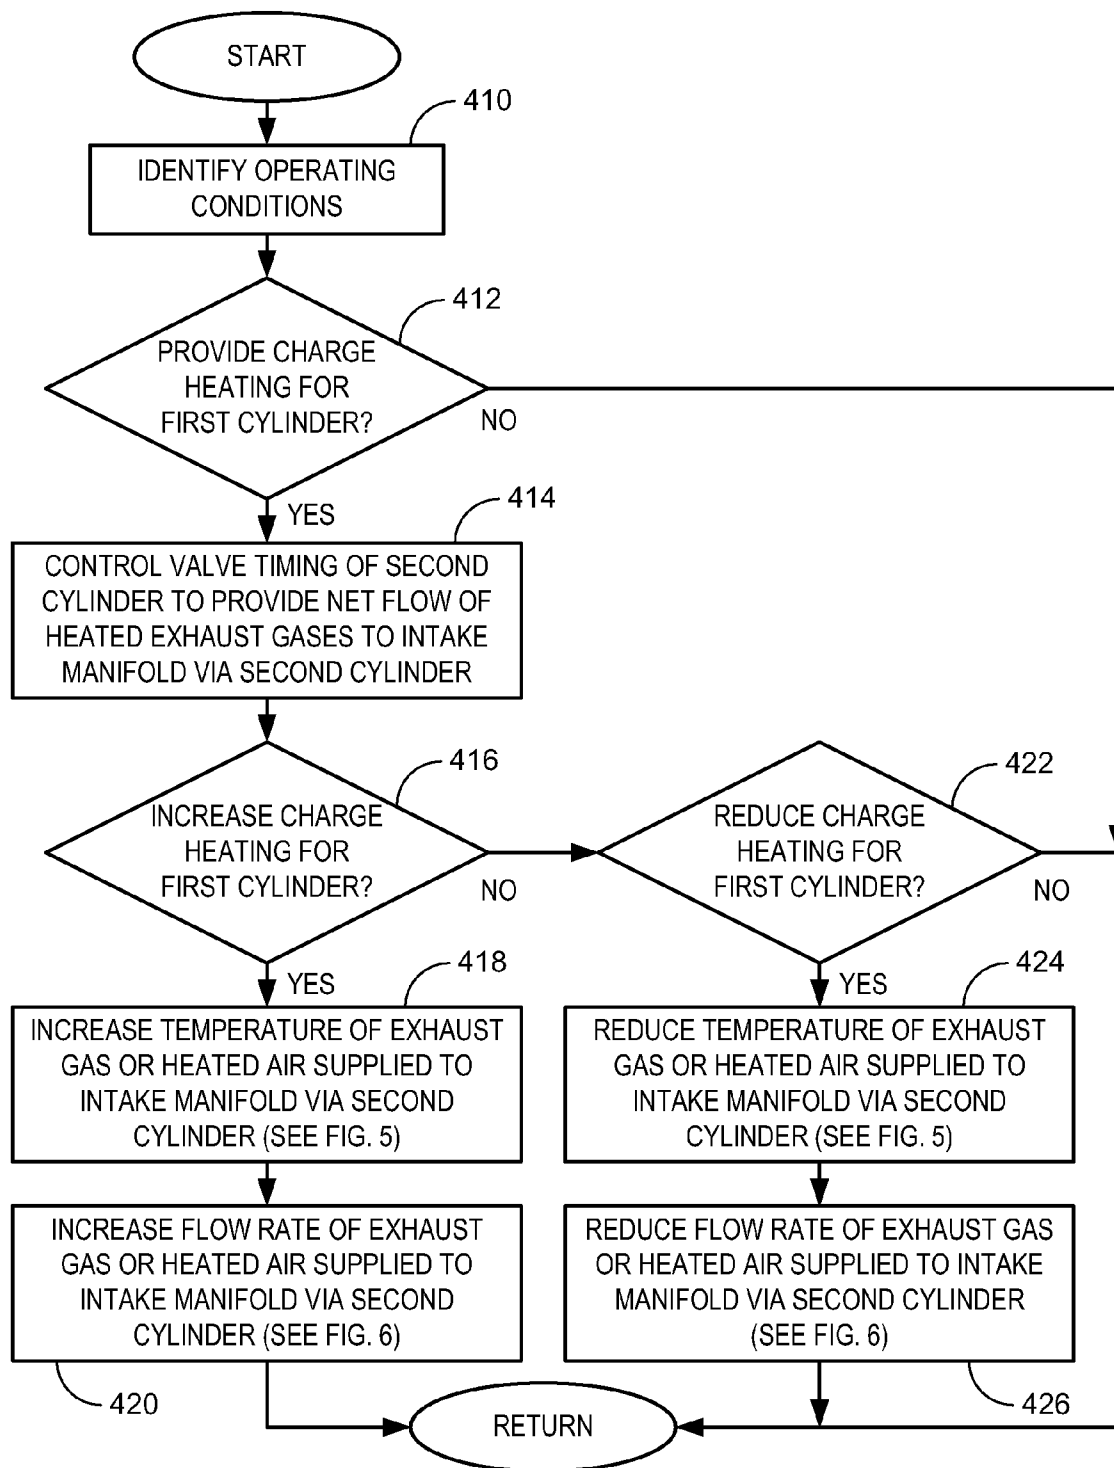 START
410
IDENTIFY OPERATING
CONDITIONS
412
PROVIDE CHARGE
HEATING FOR
FIRST CYLINDER?
NO
YES
414
CONTROL VALVE TIMING OF SECOND
CYLINDER TO PROVIDE NET FLOW OF
HEATED EXHAUST GASES TO INTAKE
MANIFOLD VIA SECOND CYLINDER
416
INCREASE CHARGE
HEATING FOR
FIRST CYLINDER?
NO
YES
422
REDUCE CHARGE
HEATING FOR
FIRST CYLINDER?
NO
YES
418
INCREASE TEMPERATURE OF EXHAUST
GAS OR HEATED AIR SUPPLIED TO
INTAKE MANIFOLD VIA SECOND
CYLINDER (SEE FIG. 5)
424
REDUCE TEMPERATURE OF EXHAUST
GAS OR HEATED AIR SUPPLIED TO
INTAKE MANIFOLD VIA SECOND
CYLINDER (SEE FIG. 5)
INCREASE FLOW RATE OF EXHAUST
GAS OR HEATED AIR SUPPLIED TO
INTAKE MANIFOLD VIA SECOND
CYLINDER (SEE FIG. 6)
420
REDUCE FLOW RATE OF EXHAUST GAS
OR HEATED AIR SUPPLIED TO INTAKE
MANIFOLD VIA SECOND CYLINDER
(SEE FIG. 6)
426
RETURN